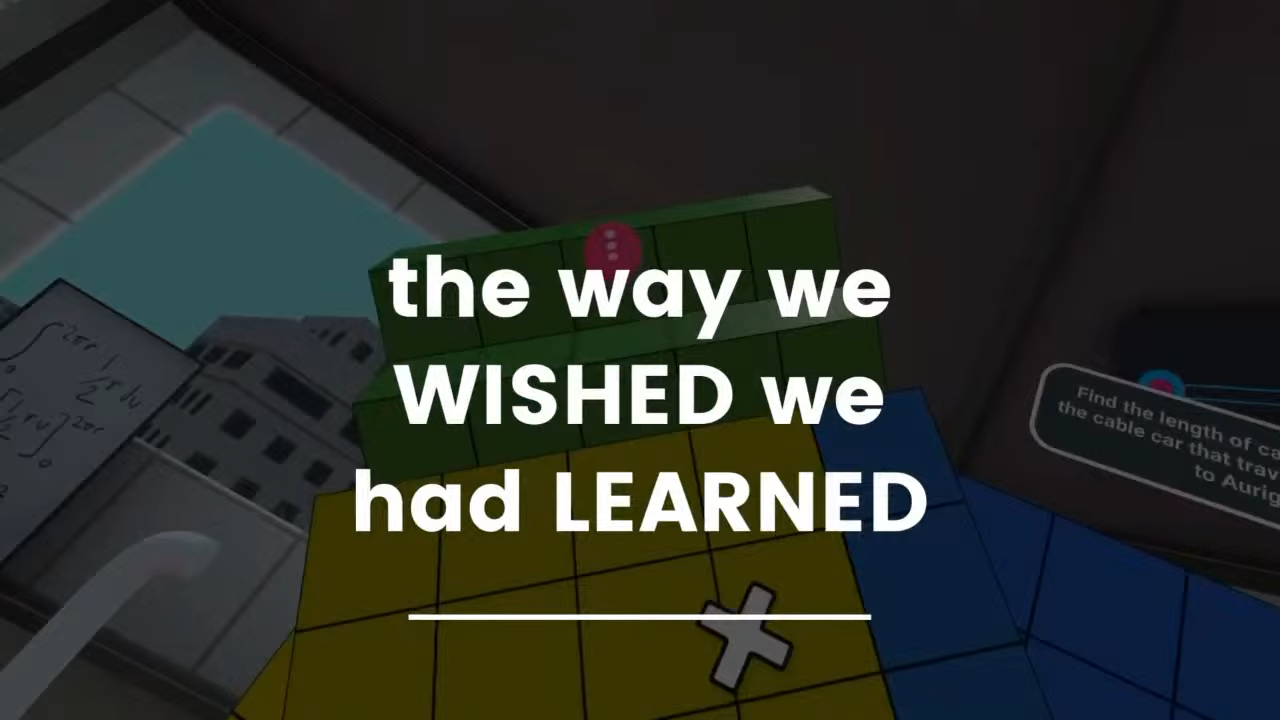 the way we
WISHED we
had LEARNED
Find the length of ca
the cable car that trav
to Aurig